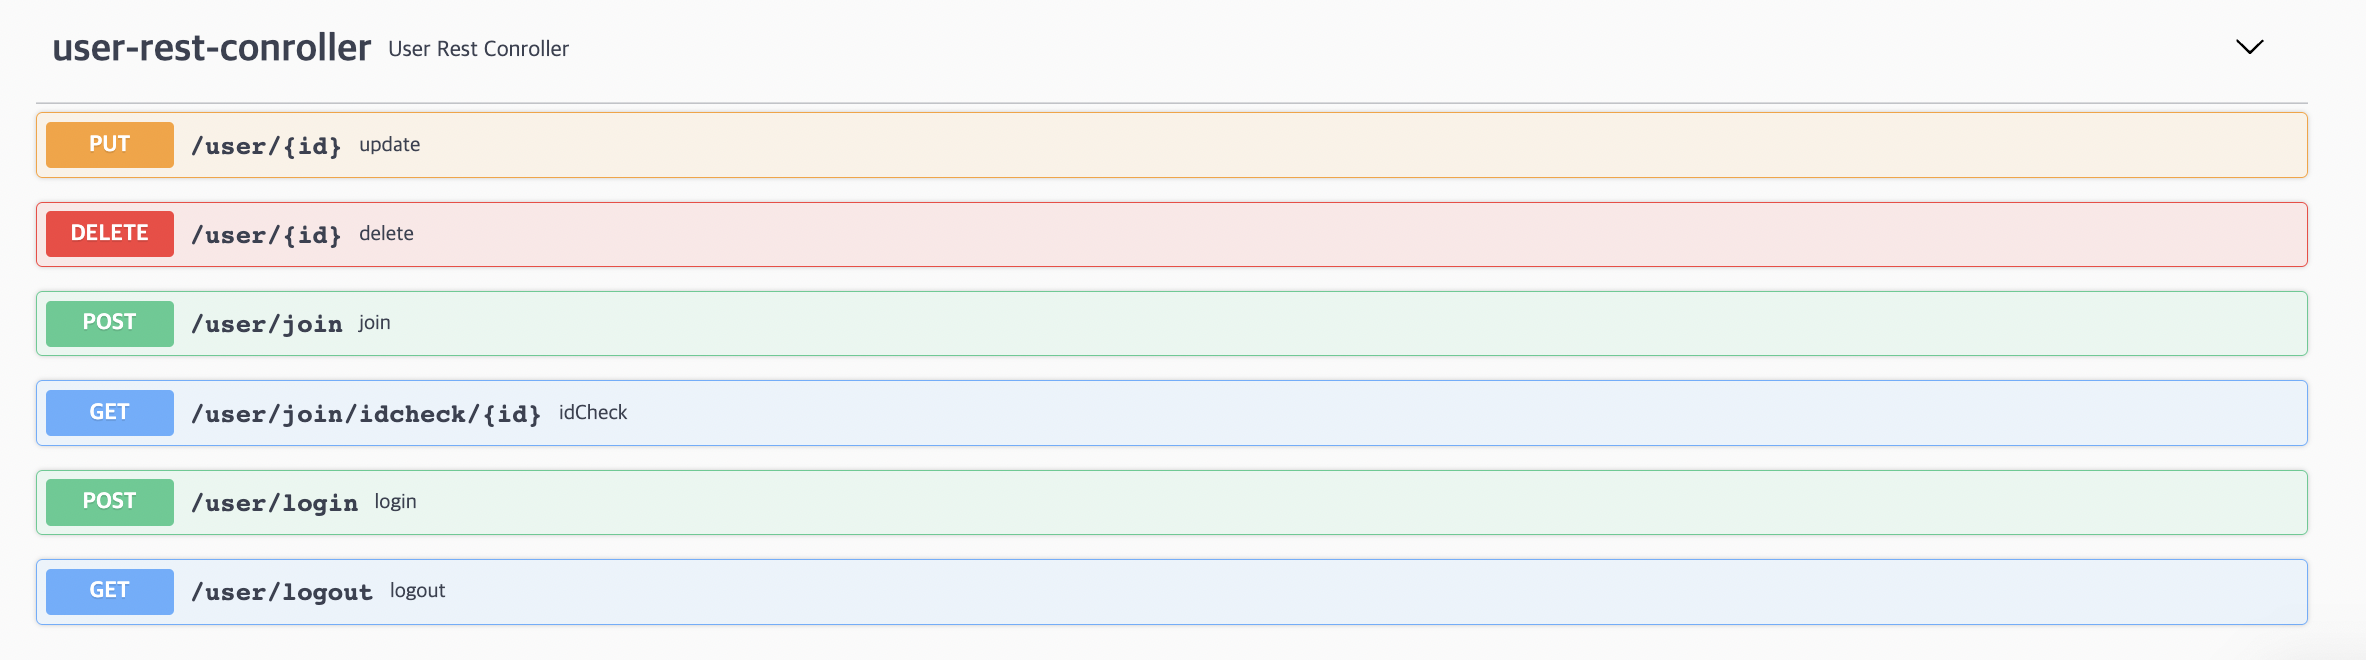 user-rest-conroller User Rest Conroller
PUT /user/{id} update
DELETE /user/{id} delete
POST /user/join join
GET /user/join/idcheck/{id} idCheck
POST /user/login login
GET /user/logout logout